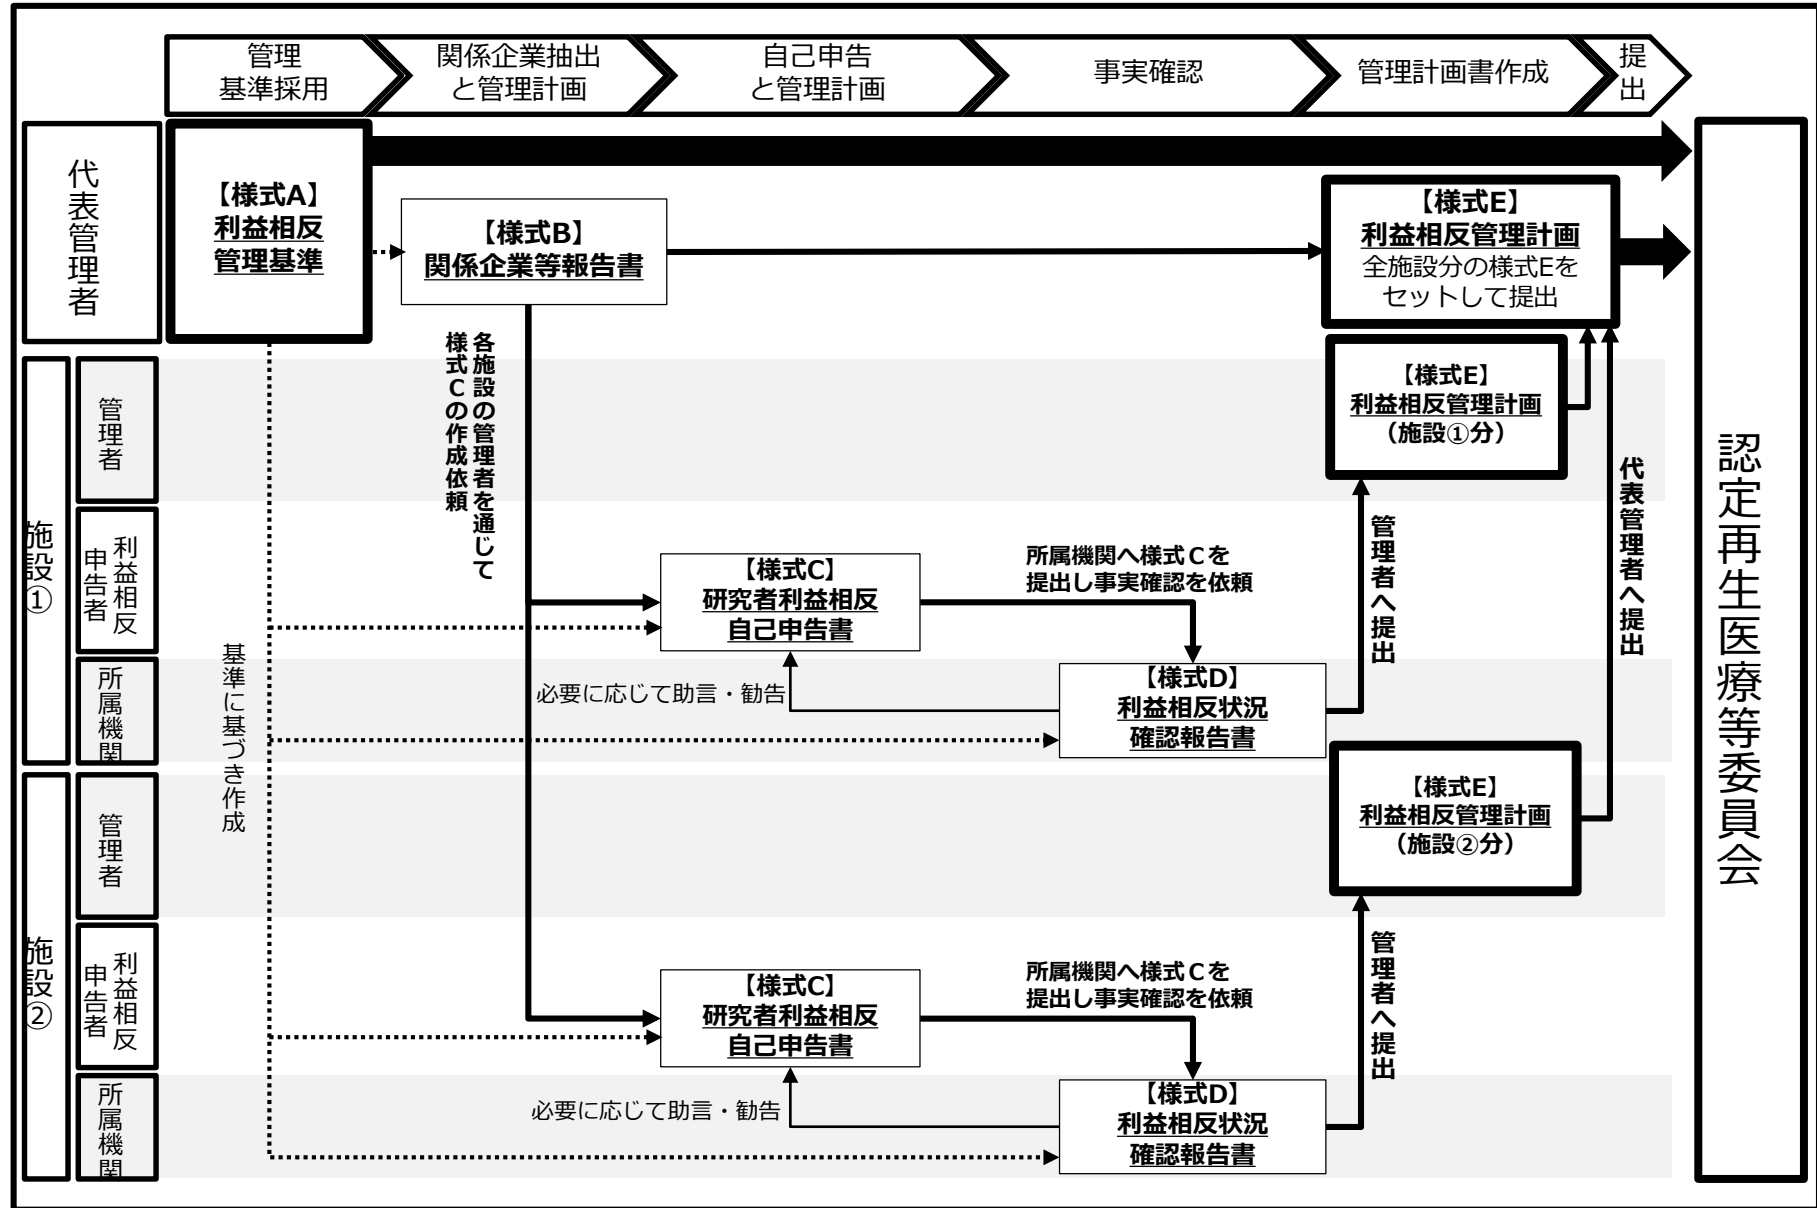 管理
基準採用
関係企業抽出
と管理計画
自己申告
と管理計画
事実確認
管理計画書作成
提
出
代表管理者
【様式A】
利益相反
管理基準
【様式B】
関係企業等報告書
【様式E】
利益相反管理計画
全施設分の様式Eを
セットして提出
各施設の管理者を通じて
様式Ｃの作成依頼
基準に基づき作成
施設①
管理者
【様式E】
利益相反管理計画
（施設①分）
利益相反
申告者
【様式C】
研究者利益相反
自己申告書
所属機関へ様式Ｃを
提出し事実確認を依頼
管理者へ提出
代表管理者へ提出
所属機関
必要に応じて助言・勧告
【様式D】
利益相反状況
確認報告書
施設②
管理者
【様式E】
利益相反管理計画
（施設②分）
利益相反
申告者
【様式C】
研究者利益相反
自己申告書
所属機関へ様式Ｃを
提出し事実確認を依頼
管理者へ提出
所属機関
必要に応じて助言・勧告
【様式D】
利益相反状況
確認報告書
認定再生医療等委員会